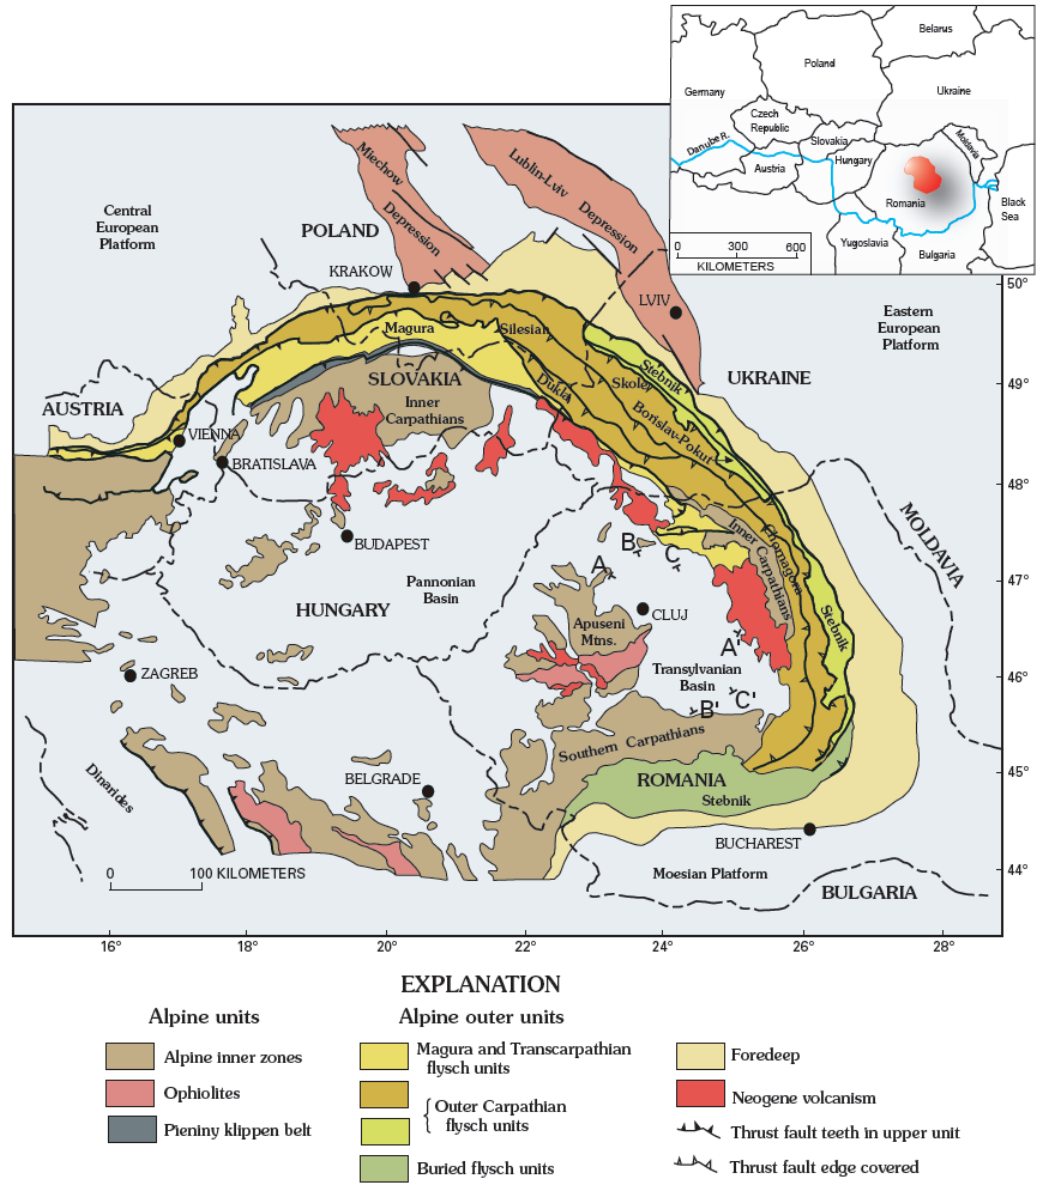 Belarus
Poland
Germany
Ukraine
Czech
Republic
Moldavia
Slovakia
Danube R.
Hungary
Austria
Romania
Black
Sea
Yugoslavia
Bulgaria
0 300 600
KILOMETERS
Miechow
Depression
Lublin-Lviv
Depression
Central
European
Platform
POLAND
KRAKOW
LVIV
50°
Eastern
European
Platform
Magura
Silesian
Stebnik
UKRAINE
49°
AUSTRIA
SLOVAKIA
Inner
Carpathians
Dukla
Skole
Borislav-Pokut
VIENNA
BRATISLAVA
48°
MOLDAVIA
BUDAPEST
Inner
Carpathians
Chornagora
B
A
C
47°
Pannonian
Basin
HUNGARY
CLUJ
Apuseni
Mtns.
Stebnik
A'
Transylvanian
Basin
ZAGREB
46°
C'
B'
Southern Carpathians
Dinarides
BELGRADE
ROMANIA
Stebnik
45°
BUCHAREST
0 100 KILOMETERS
Moesian Platform
44°
BULGARIA
16° 18° 20° 22° 24° 26° 28°
EXPLANATION
Alpine units
Alpine inner zones
Ophiolites
Pieniny klippen belt
Alpine outer units
Magura and Transcarpathian
flysch units
Outer Carpathian
flysch units
Buried flysch units
Foredeep
Neogene volcanism
Thrust fault teeth in upper unit
Thrust fault edge covered